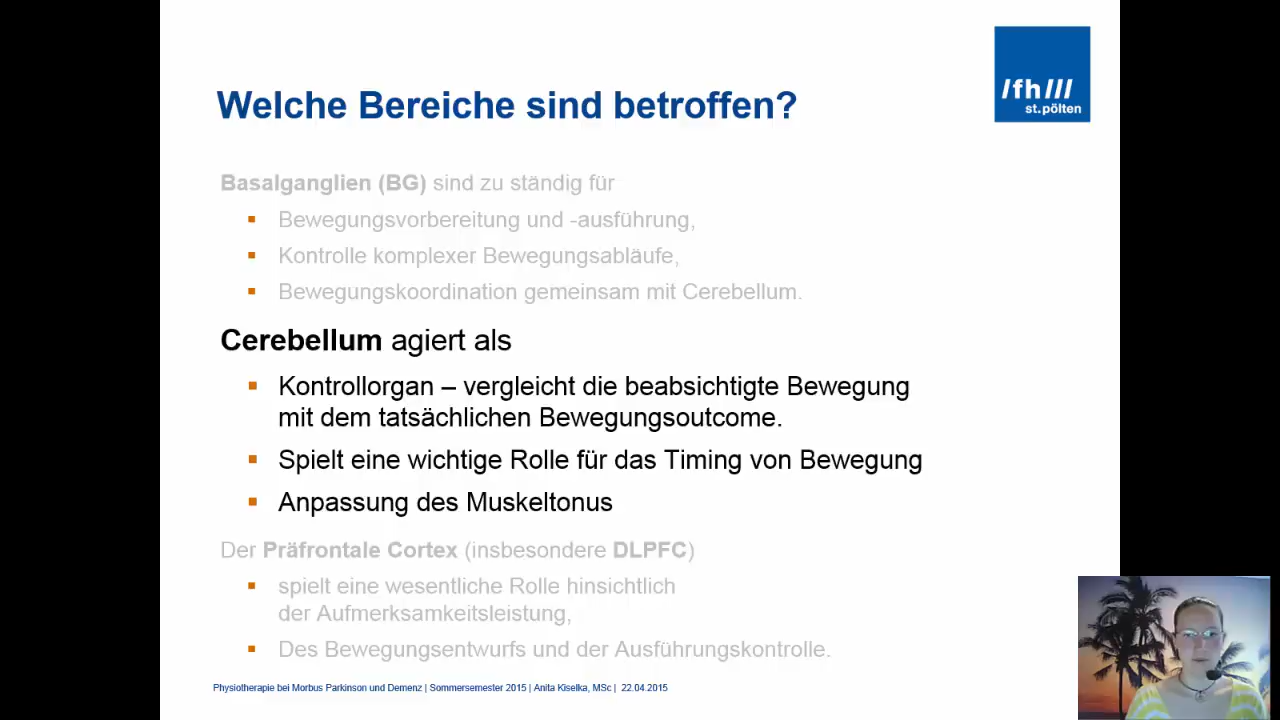 /fh///
st.pölten
Welche Bereiche sind betroffen?
Basalganglien (BG) sind zu ständig für
Bewegungsvorbereitung und -ausführung,
Kontrolle komplexer Bewegungsabläufe,
Bewegungskoordination gemeinsam mit Cerebellum.
Cerebellum agiert als
Kontrollorgan – vergleicht die beabsichtigte Bewegung
mit dem tatsächlichen Bewegungsoutcome.
Spielt eine wichtige Rolle für das Timing von Bewegung
Anpassung des Muskeltonus
Der Präfrontale Cortex (insbesondere DLPFC)
spielt eine wesentliche Rolle hinsichtlich
der Aufmerksamkeitsleistung,
Des Bewegungsentwurfs und der Ausführungskontrolle.
Physiotherapie bei Morbus Parkinson und Demenz | Sommersemester 2015 | Anita Kiselka, MSc | 22.04.2015